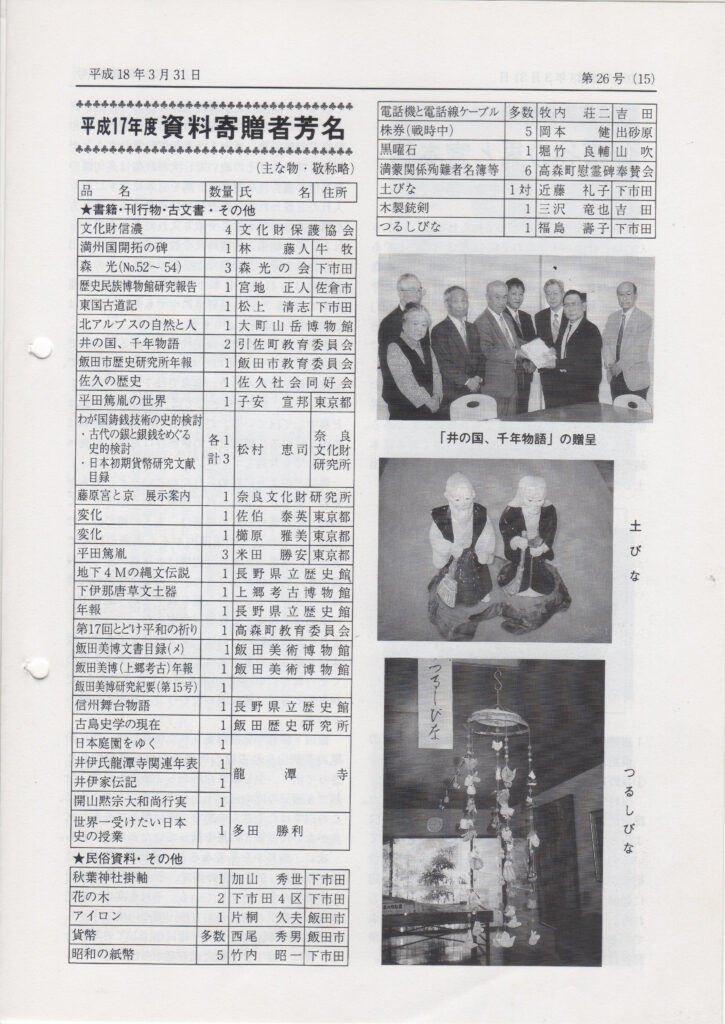 平成18年3月31日
第26号 (15)
平成17年度 資料寄贈者芳名
(主な物・敬称略)
品名 数量 氏名 住所
★書籍・刊行物・古文書・その他
文化財信濃 4 文化財保護協会
満州国開拓の碑 1 林 藤人 牛牧
森 光(No.52～54) 3 森光の会 下市田
歴史民族博物館研究報告 1 宮地 正人 佐倉市
東国古道記 1 松上 清志 下市田
北アルプスの自然と人 1 大町山岳博物館
井の国、千年物語 2 引佐町教育委員会
飯田市歴史研究所年報 1 飯田市教育委員会
佐久の歴史 1 佐久社会同好会
平田篤胤の世界 1 子安 宣邦 東京都
わが国鋳銭技術の史的検討
・古代の銀と銀銭をめぐる
史的検討
・日本初期貨幣研究文献
目録
各1
計3
松村 恵司
奈良
文化財
研究所
藤原宮と京 展示案内 1 奈良文化財研究所
変化 1 佐伯 泰英 東京都
変化 1 櫛原 雅美 東京都
平田篤胤 3 米田 勝安 東京都
地下4Mの縄文伝説 1 長野県立歴史館
下伊那唐草文土器 1 上郷考古博物館
年報 1 長野県立歴史館
第17回とどけ平和の祈り 1 高森町教育委員会
飯田美博文書目録(メ) 1 飯田美術博物館
飯田美博(上郷考古)年報 1 飯田美術博物館
飯田美博研究紀要(第15号) 1
信州舞台物語 1 長野県立歴史館
古島史学の現在 1 飯田歴史研究所
日本庭園をゆく 1
井伊氏龍潭寺関連年表 1
井伊家伝記 1
開山黙宗大和尚行実 1
龍潭寺
世界一受けたい日本
史の授業
1 多田 勝利
★民俗資料・その他
秋葉神社掛軸 1 加山 秀世 下市田
花の木 2 下市田4区 下市田
アイロン 1 片桐 久夫 飯田市
貨幣 多数 西尾 秀男 飯田市
昭和の紙幣 5 竹内 昭一 下市田
電話機と電話線ケーブル 多数 牧内 荘二 吉田
株券(戦時中) 5 岡本 健 出砂原
黒曜石 1 堀竹 良輔 山吹
満蒙関係殉難者名簿等 6 高森町慰霊碑奉賛会
土びな 1対 近藤 礼子 下市田
木製銃剣 1 三沢 竜也 吉田
つるしびな 1 福島 壽子 下市田
「井の国、千年物語」の贈呈
土びな
つるしびな
つるしびな